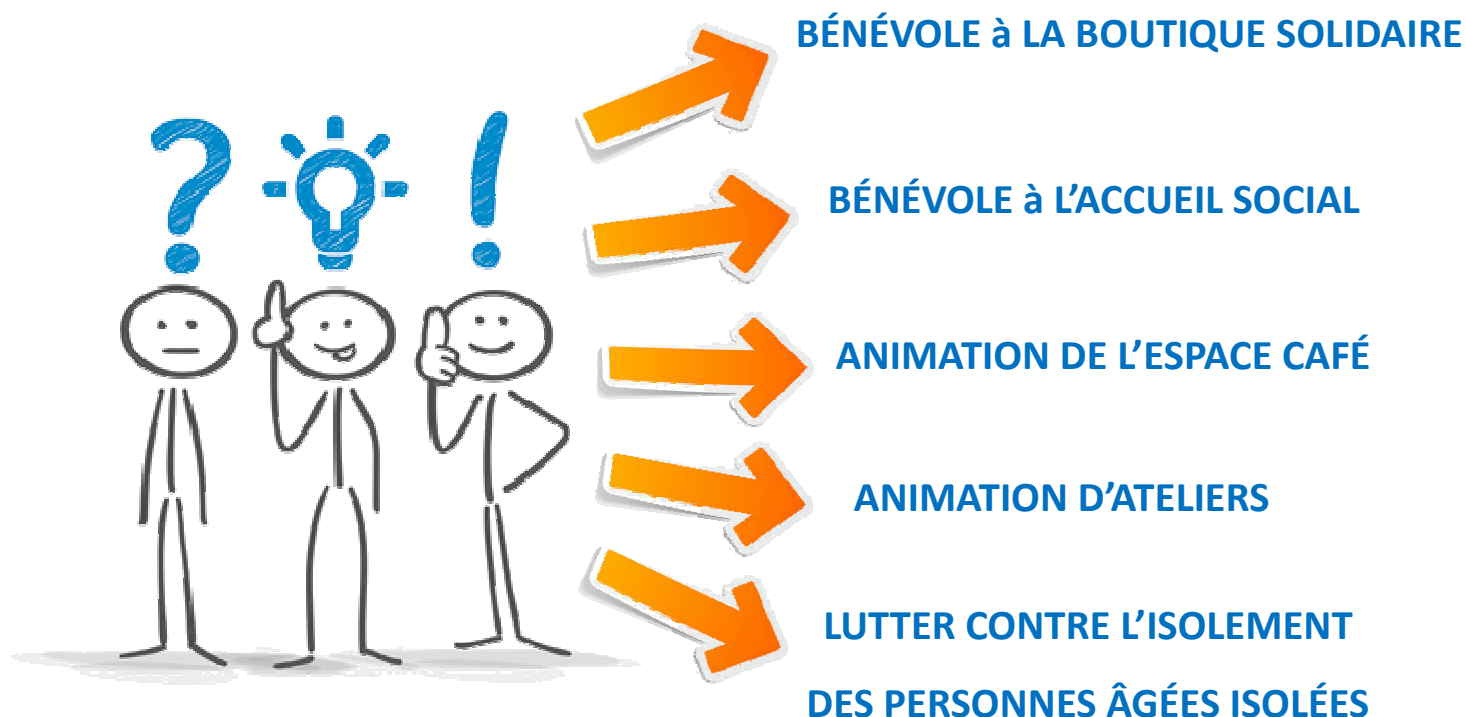 BÉNÉVOLE à LA BOUTIQUE SOLIDAIRE
BÉNÉVOLE à L’ACCUEIL SOCIAL
ANIMATION DE L’ESPACE CAFÉ
ANIMATION D’ATELIERS
LUTTER CONTRE L’ISOLEMENT
DES PERSONNES ÂGÉES ISOLÉES